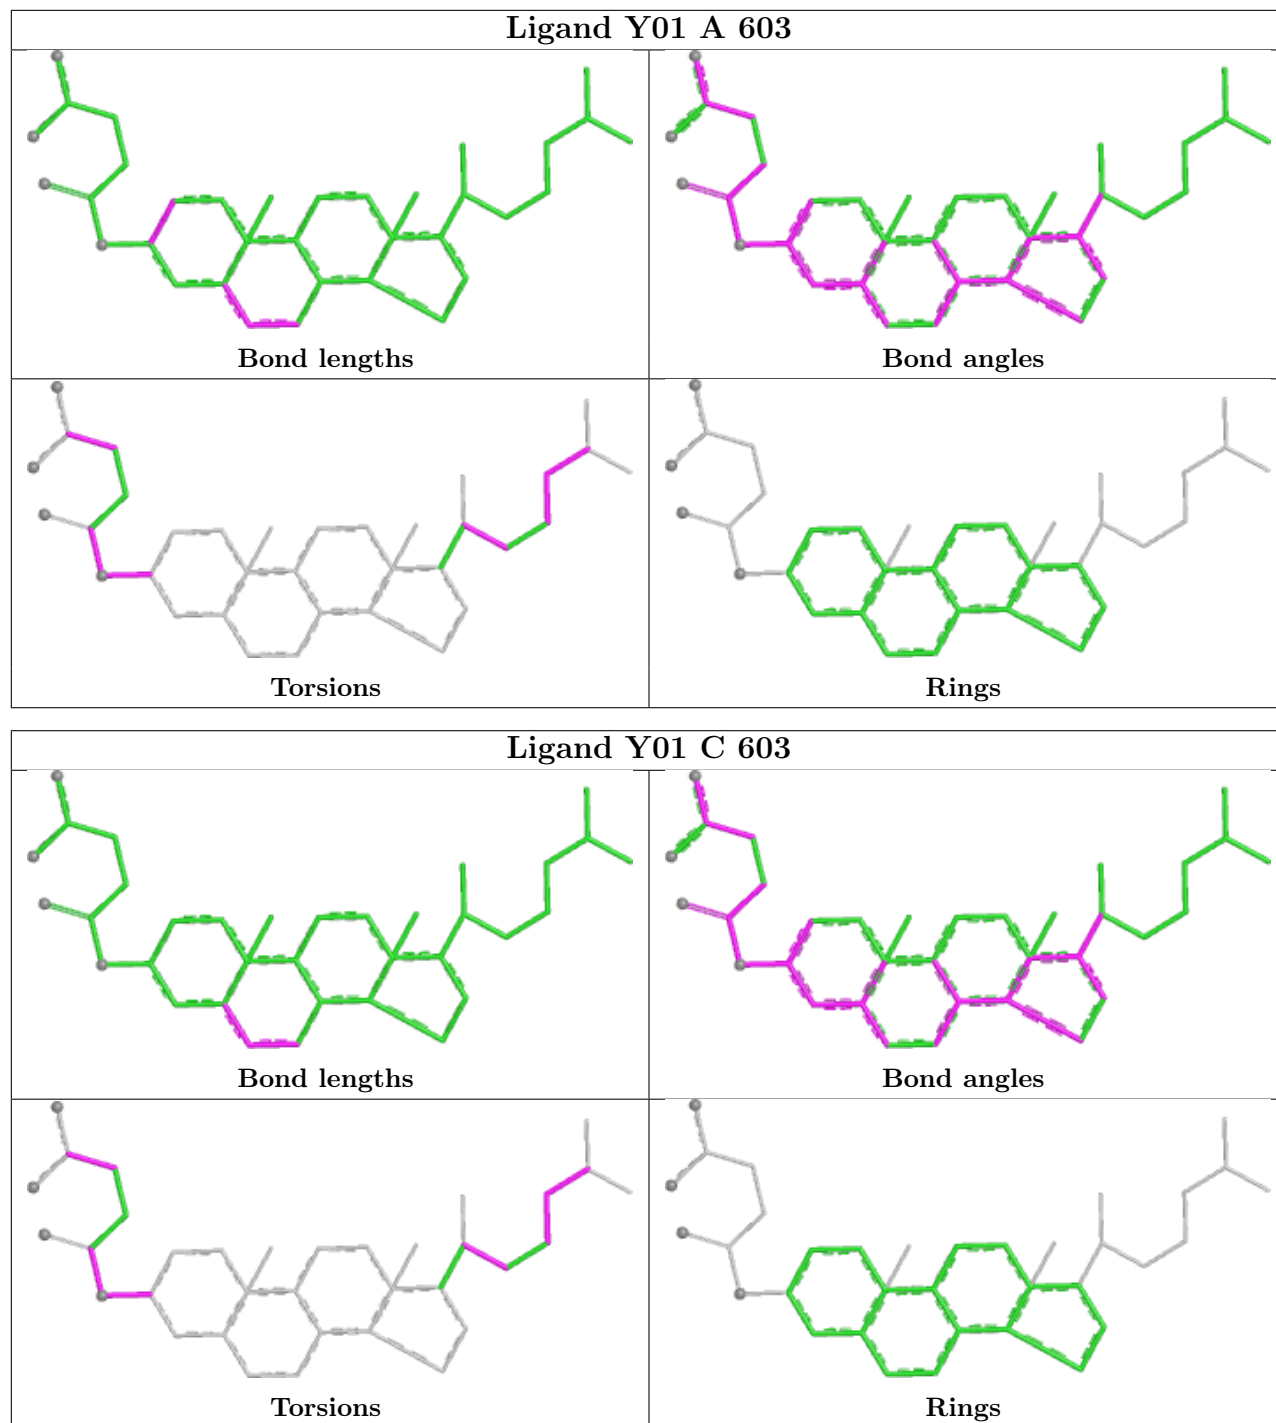 Ligand Y01 A 603
Bond lengths
Bond angles
Torsions
Rings
Ligand Y01 C 603
Bond lengths
Bond angles
Torsions
Rings